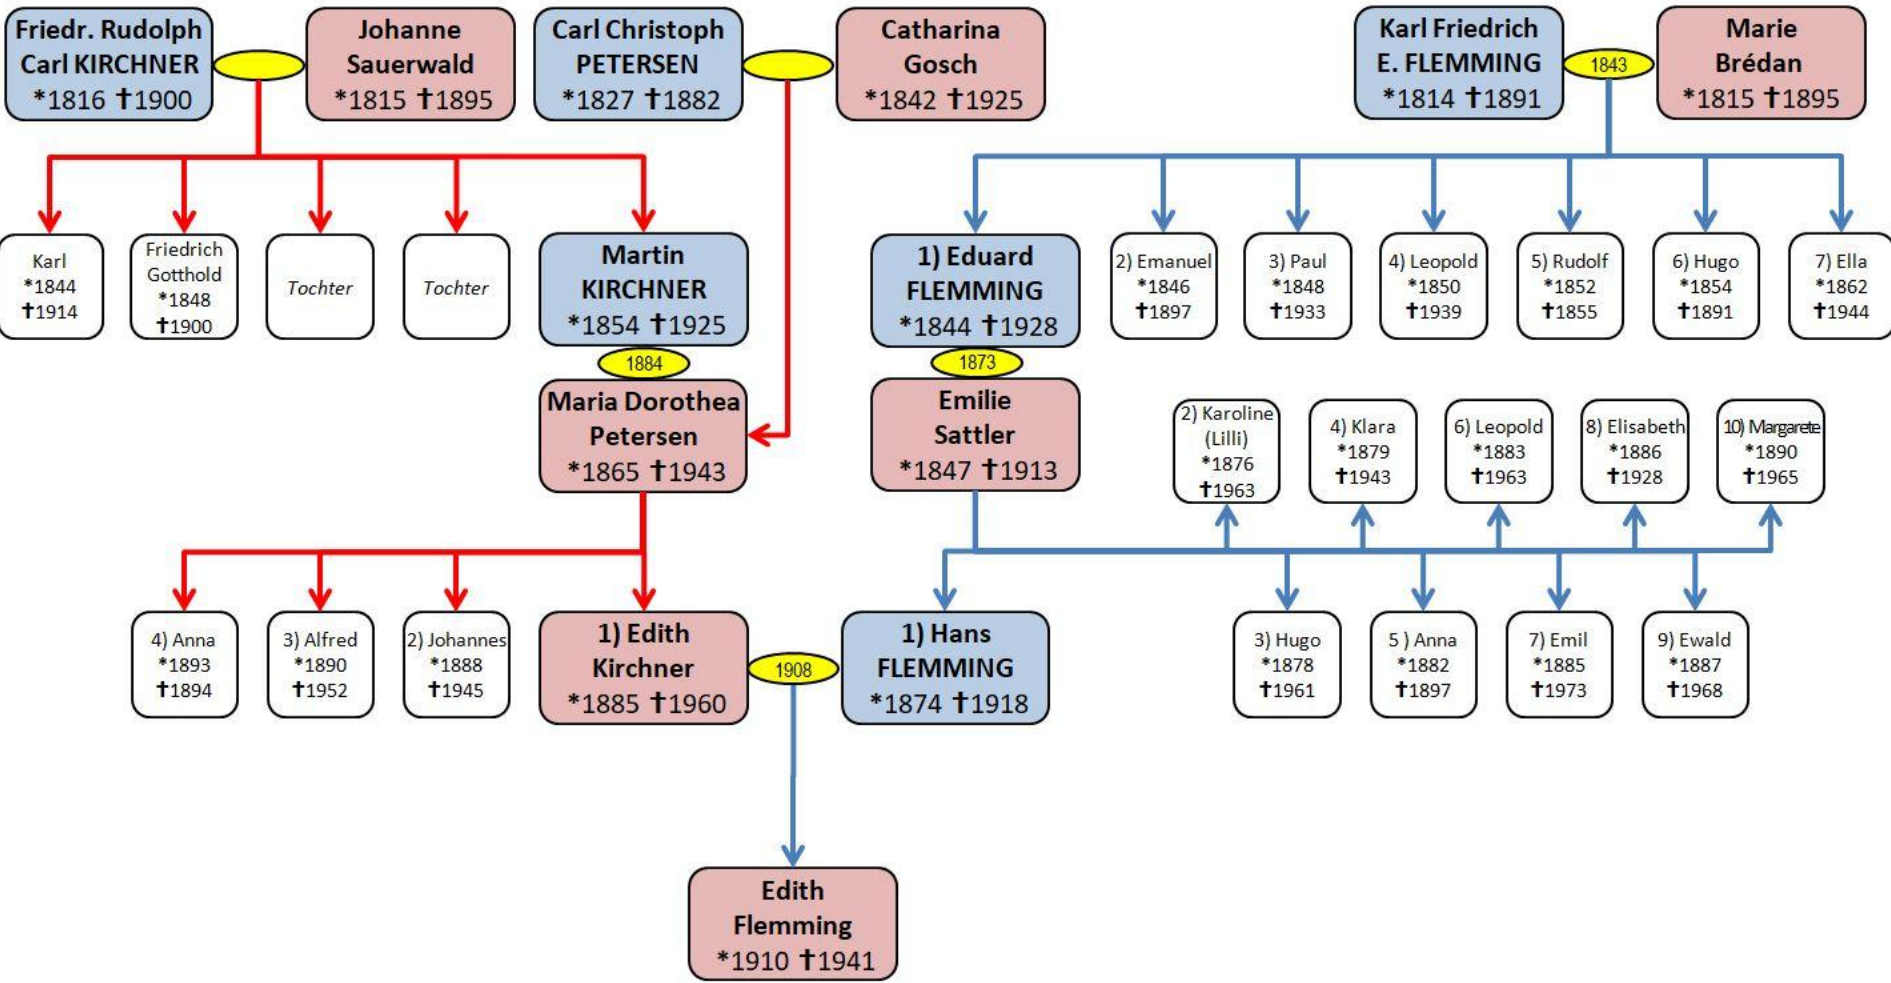 Friedr. Rudolph
Carl KIRCHNER
*1816 ✝1900
Johanne
Sauerwald
*1815 ✝1895
Carl Christoph
PETERSEN
*1827 ✝1882
Catharina
Gosch
*1842 ✝1925
Karl Friedrich
E. FLEMMING
*1814 ✝1891
1843
Marie
Brédan
*1815 ✝1895
Karl
*1844
✝1914
Friedrich
Gotthold
*1848
✝1900
Tochter
Tochter
Martin
KIRCHNER
*1854 ✝1925
1) Eduard
FLEMMING
*1844 ✝1928
2) Emanuel
*1846
✝1897
3) Paul
*1848
✝1933
4) Leopold
*1850
✝1939
5) Rudolf
*1852
✝1855
6) Hugo
*1854
✝1891
7) Ella
*1862
✝1944
1884
1873
Maria Dorothea
Petersen
*1865 ✝1943
Emilie
Sattler
*1847 ✝1913
2) Karoline
(Lilli)
*1876
✝1963
4) Klara
*1879
✝1943
6) Leopold
*1883
✝1963
8) Elisabeth
*1886
✝1928
10) Margarete
*1890
✝1965
4) Anna
*1893
✝1894
3) Alfred
*1890
✝1952
2) Johannes
*1888
✝1945
1) Edith
Kirchner
*1885 ✝1960
1908
1) Hans
FLEMMING
*1874 ✝1918
3) Hugo
*1878
✝1961
5 ) Anna
*1882
✝1897
7) Emil
*1885
✝1973
9) Ewald
*1887
✝1968
Edith
Flemming
*1910 ✝1941